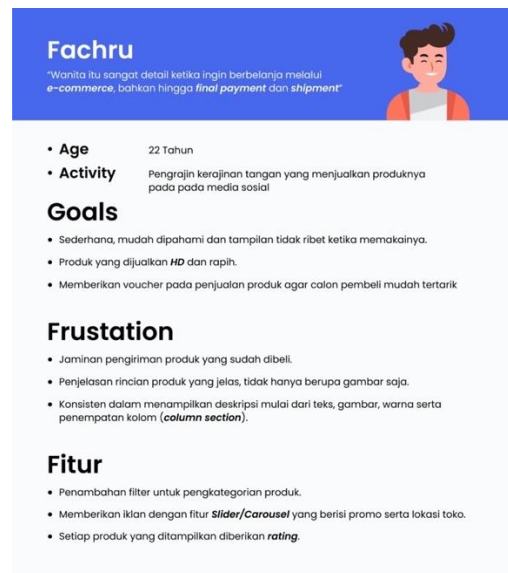 Fachru
"Wanita itu sangat detail ketika ingin berbelanja melalui
e-commerce, bahkan hingga final payment dan shipment"
• Age 22 Tahun
• Activity Pengrajin kerajinan tangan yang menjualkan produknya
pada pada media sosial
Goals
• Sederhana, mudah dipahami dan tampilan tidak ribet ketika memakainya.
• Produk yang dijualkan HD dan rapih.
• Memberikan voucher pada penjualan produk agar calon pembeli mudah tertarik
Frustation
• Jaminan pengiriman produk yang sudah dibeli.
• Penjelasan rincian produk yang jelas, tidak hanya berupa gambar saja.
• Konsisten dalam menampilkan deskripsi mulai dari teks, gambar, warna serta
penempatan kolom (column section).
Fitur
• Penambahan filter untuk pengkategorian produk.
• Memberikan iklan dengan fitur Slider/Carousel yang berisi promo serta lokasi toko.
• Setiap produk yang ditampilkan diberikan rating.